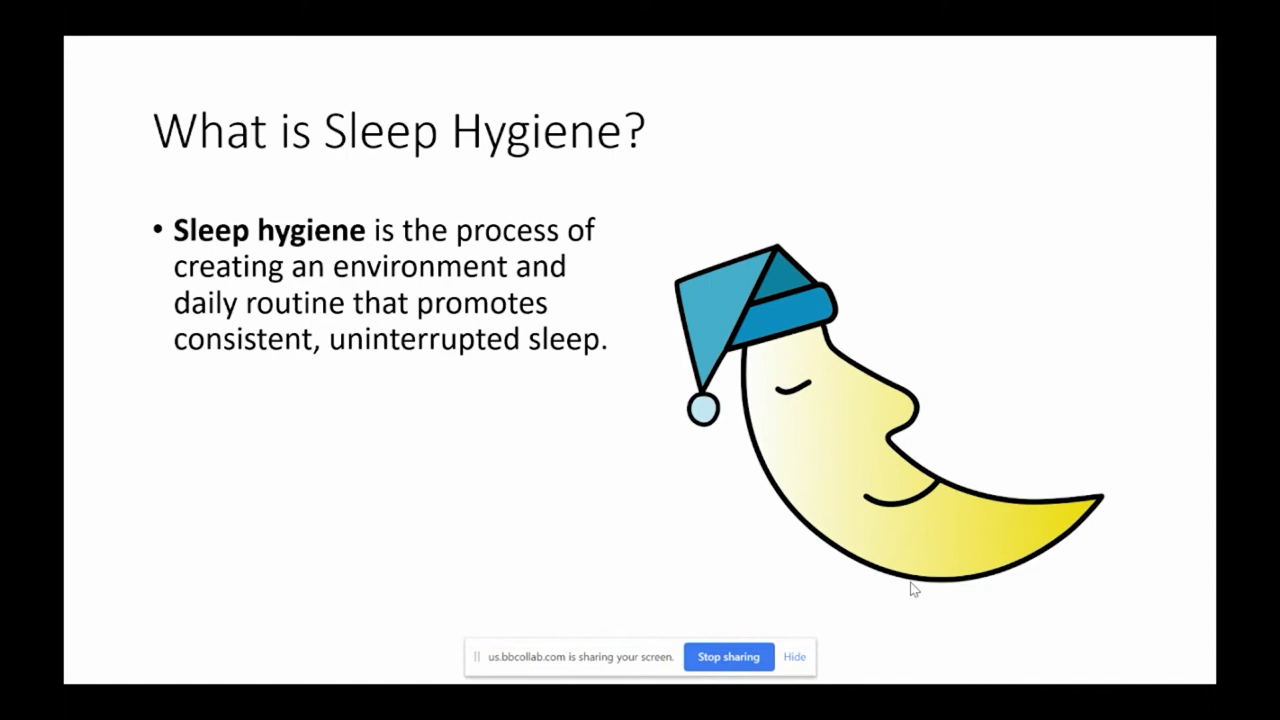 What is Sleep Hygiene?
• Sleep hygiene is the process of
creating an environment and
daily routine that promotes
consistent, uninterrupted sleep.
us.bbcollab.com is sharing your screen. Stop sharing Hide